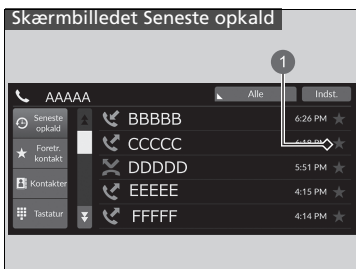 Skærmbilledet Seneste opkald
1
AAAAA
Alle
Indst.
Seneste
opkald
Foretr.
kontakt
Kontakter
Tastatur
BBBBB 6:26 PM
CCCCC
DDDDD 5:51 PM
EEEEE 4:15 PM
FFFFF 4:14 PM